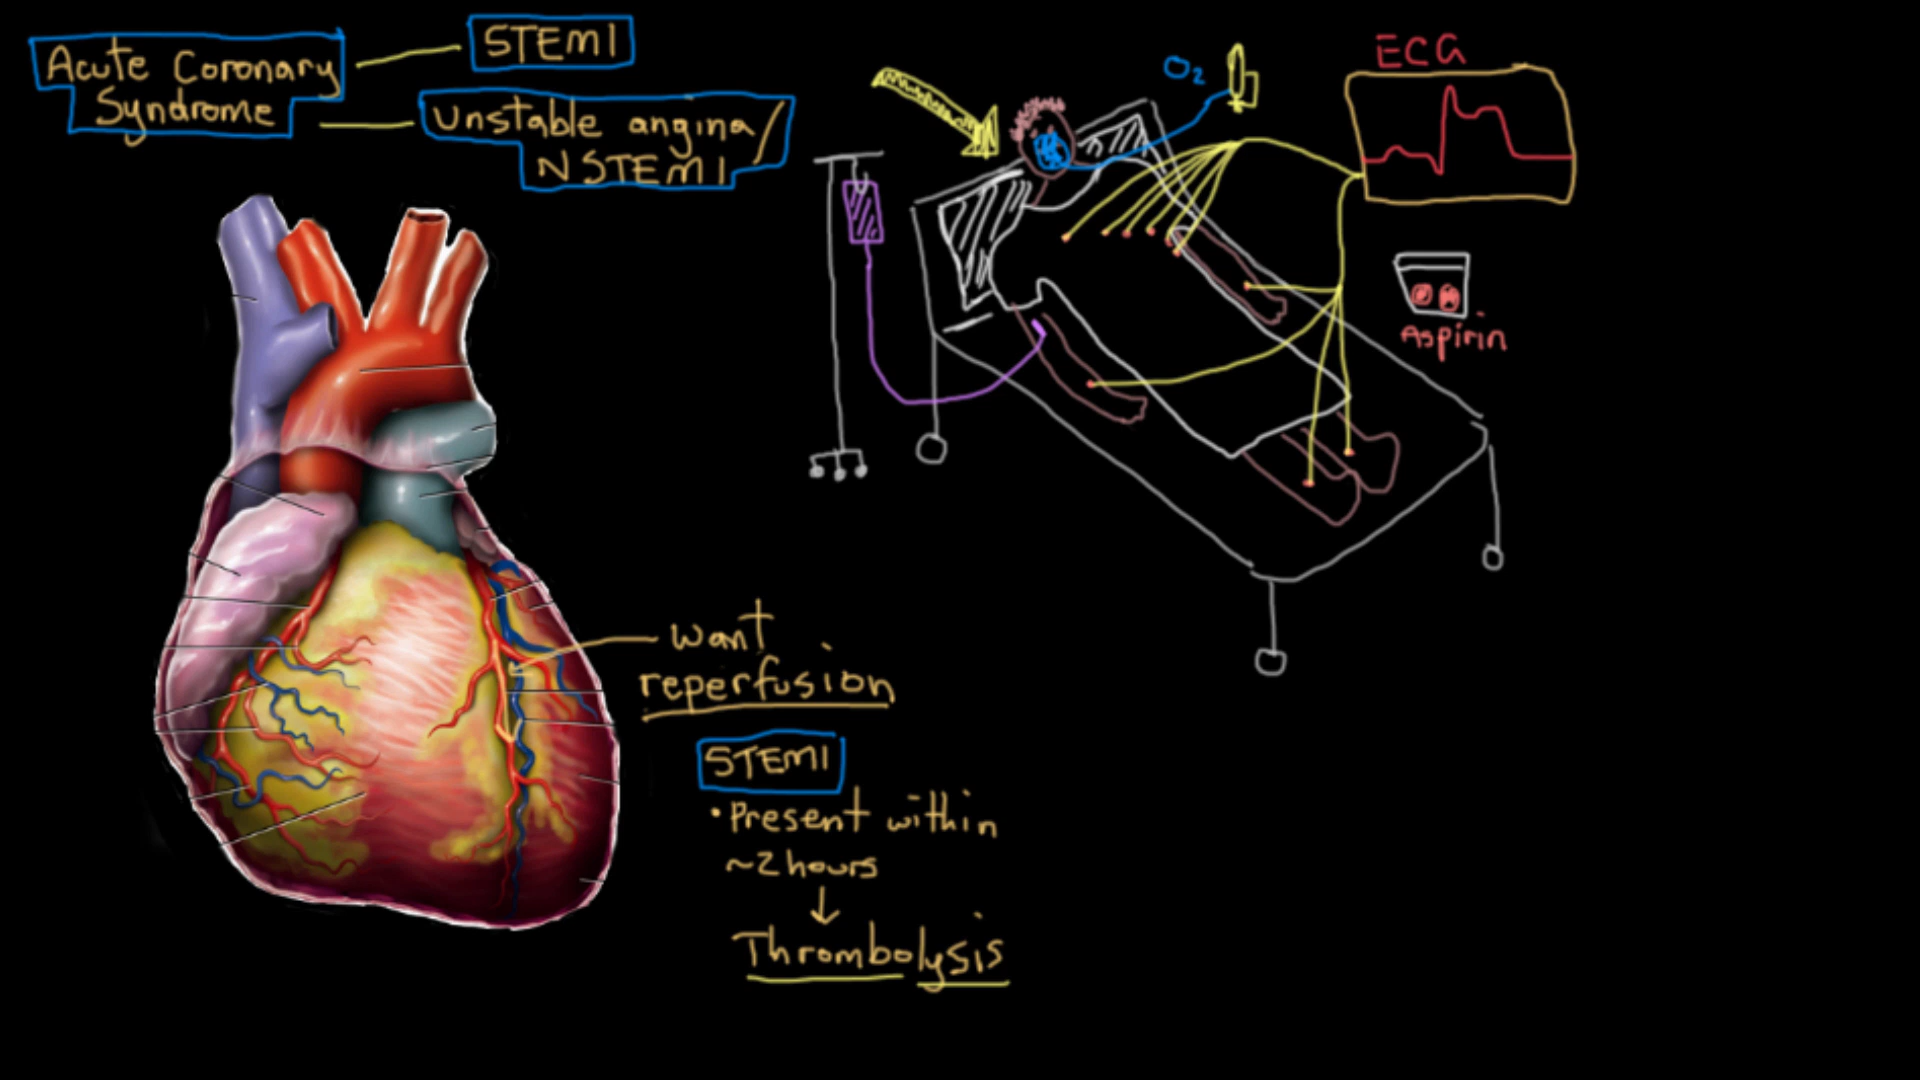 Acute Coronary
Syndrome
STEMI
Unstable angina/
NSTEMI
O2
ECG
Aspirin
Want
reperfusion
STEMI
• Present within
~2 hours
↓
Thrombolysis